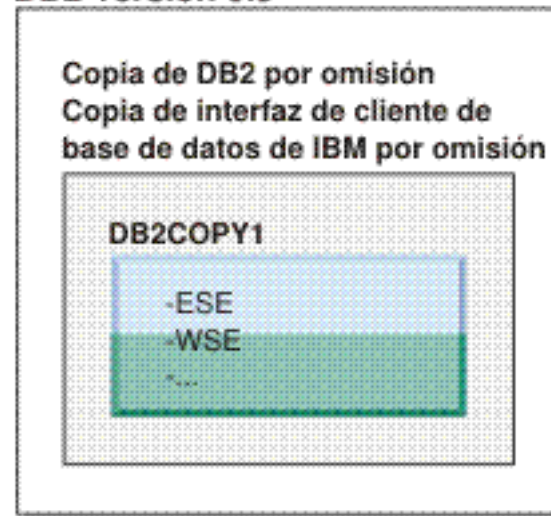 Copia de DB2 por omisión
Copia de interfaz de cliente de
base de datos de IBM por omisión
DB2COPY1
-ESE
-WSE
-...